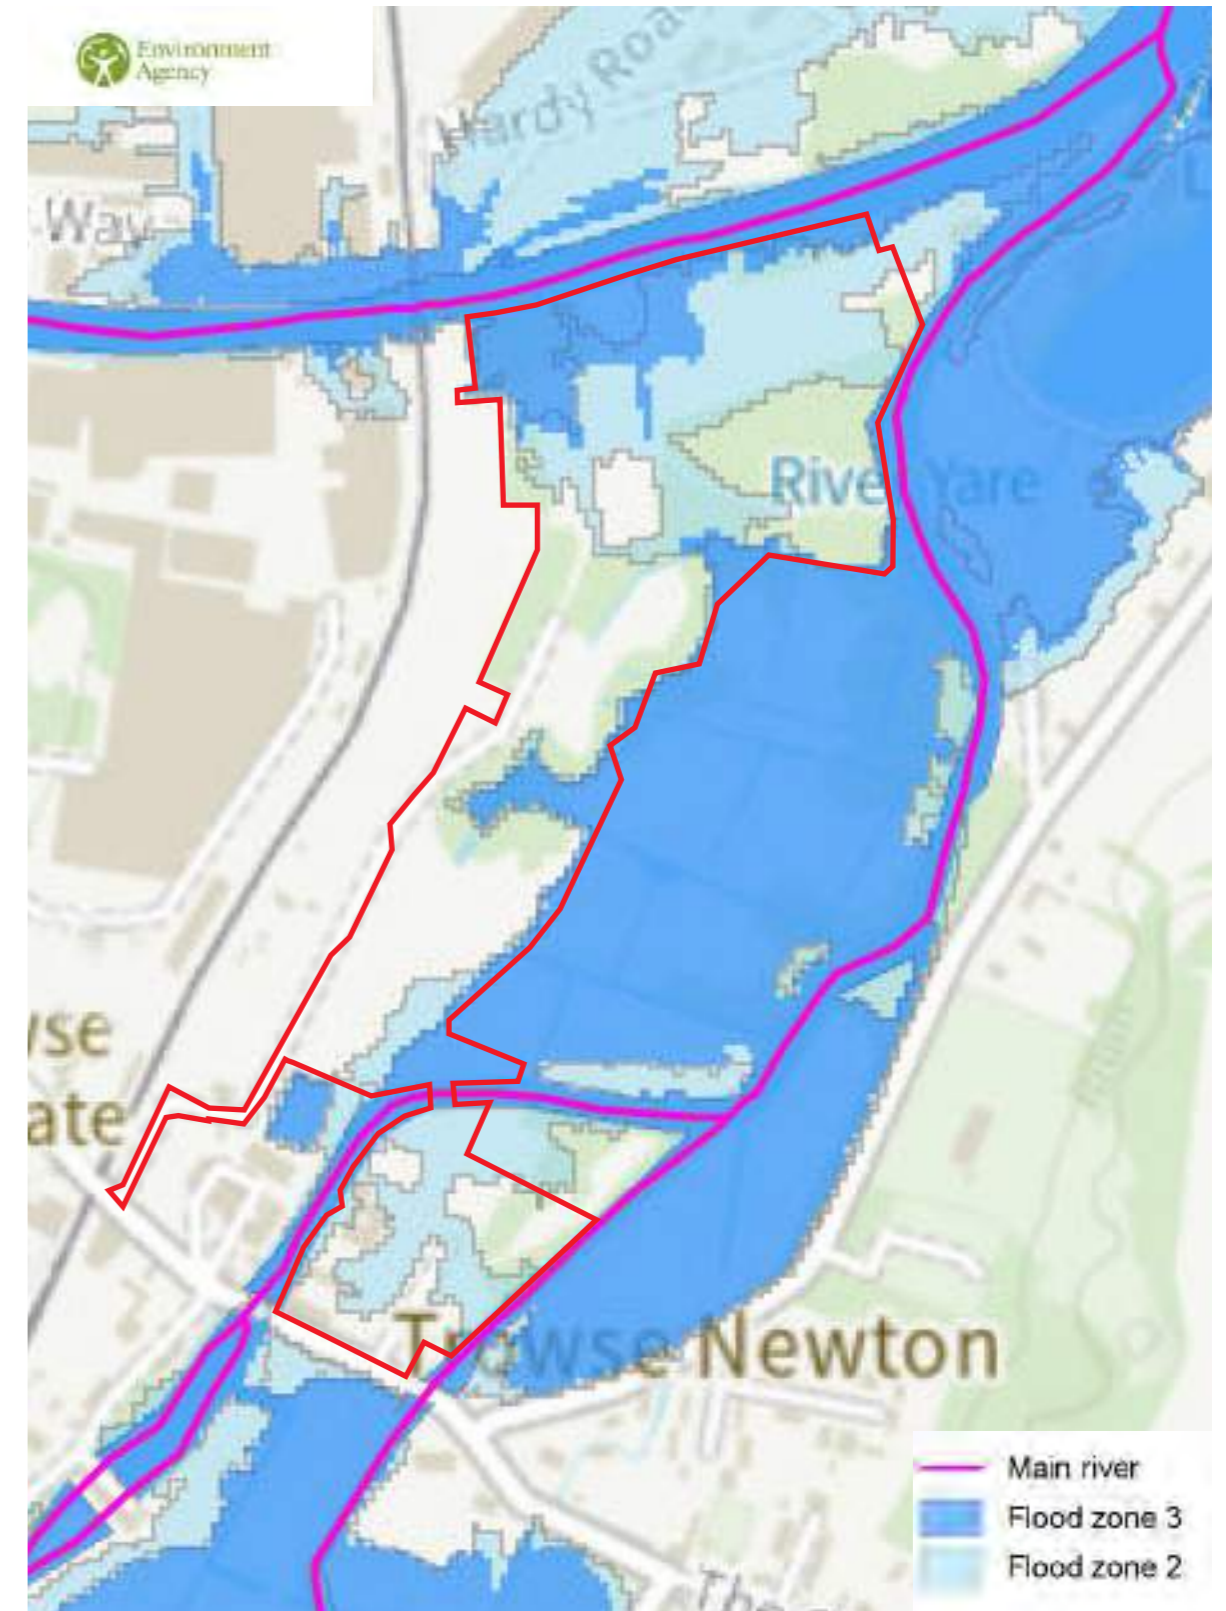 Environment
Agency
Hardy Road
Way
River Yare
L
wse
ate
Trowse Newton
Main river
Flood zone 3
Flood zone 2
The